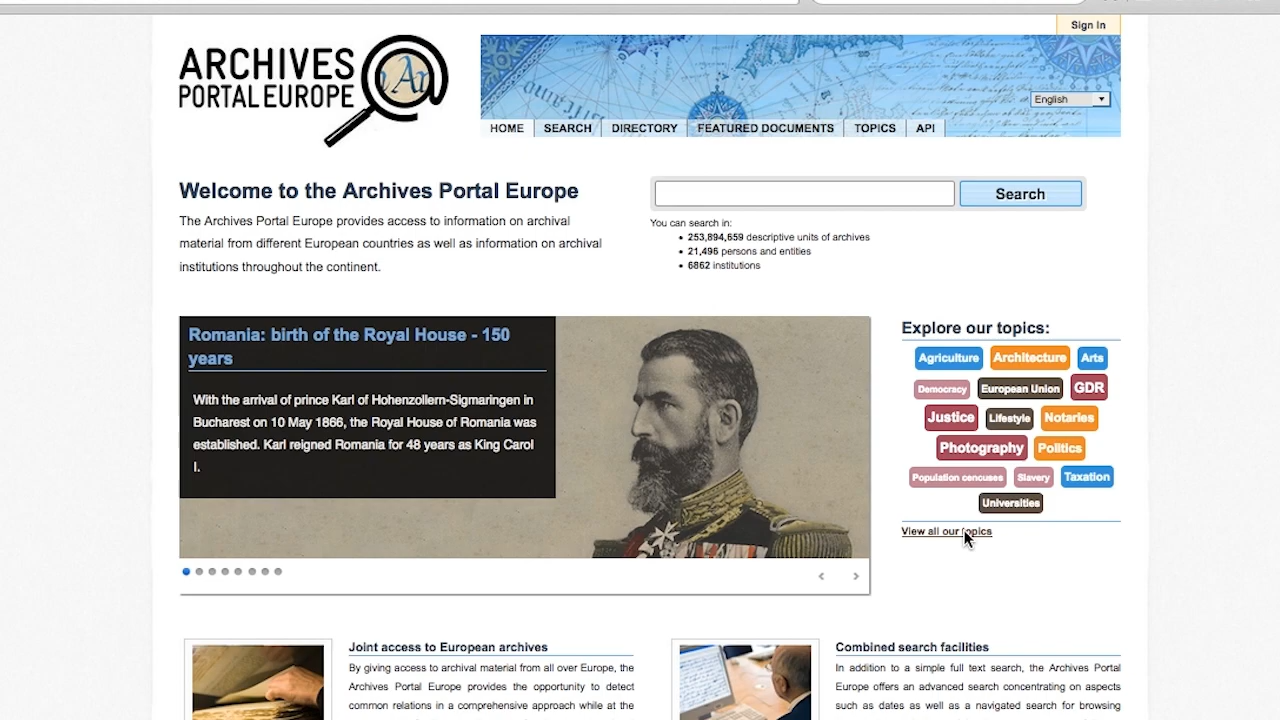 Sign In
ARCHIVES
PORTAL EUROPE
English
HOME
SEARCH
DIRECTORY
FEATURED DOCUMENTS
TOPICS
API
Welcome to the Archives Portal Europe
The Archives Portal Europe provides access to information on archival
material from different European countries as well as information on archival
institutions throughout the continent.
Search
You can search in:
• 253,894,659 descriptive units of archives
• 21,496 persons and entities
• 6862 institutions
Romania: birth of the Royal House - 150
years
With the arrival of prince Karl of Hohenzollern-Sigmaringen in
Bucharest on 10 May 1866, the Royal House of Romania was
established. Karl reigned Romania for 48 years as King Carol
I.
Explore our topics:
Agriculture Architecture Arts
Democracy European Union GDR
Justice Lifestyle Notaries
Photography Politics
Population cencuses Slavery Taxation
Universities
View all our topics
Joint access to European archives
By giving access to archival material from all over Europe, the
Archives Portal Europe provides the opportunity to detect
common relations in a comprehensive approach while at the
Combined search facilities
In addition to a simple full text search, the Archives Portal
Europe offers an advanced search concentrating on aspects
such as dates as well as a navigated search for browsing